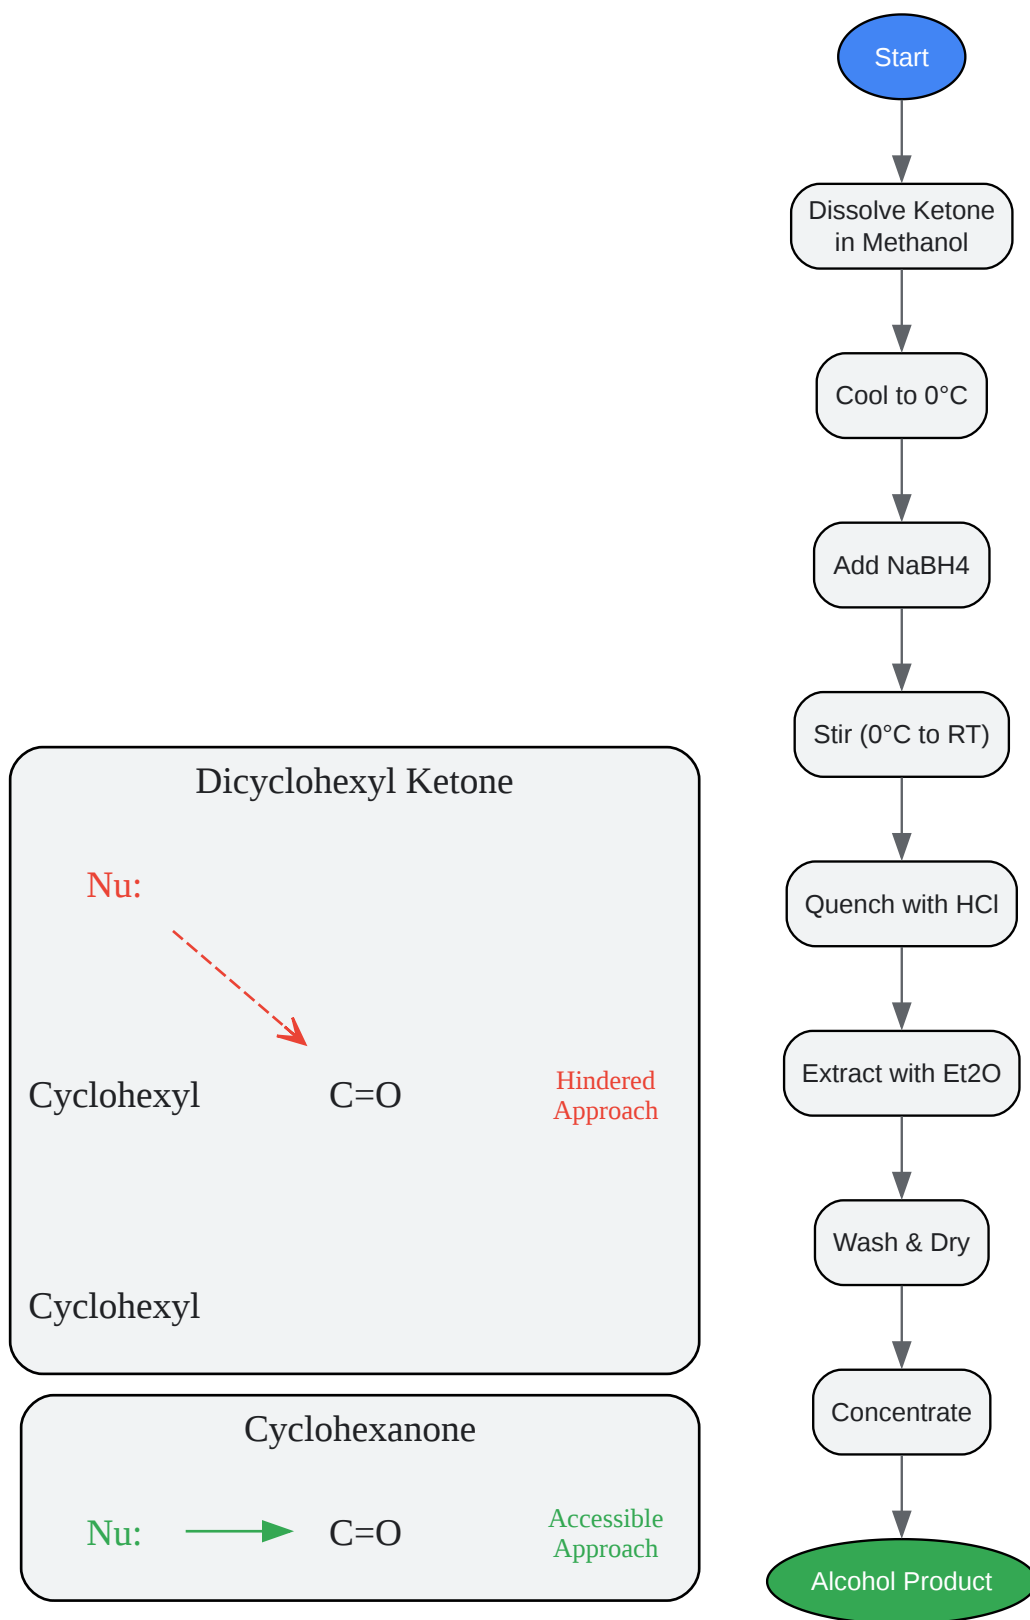 Start
Dissolve Ketone
in Methanol
Cool to 0°C
Add NaBH4
Stir (0°C to RT)
Quench with HCl
Extract with Et2O
Wash & Dry
Concentrate
Alcohol Product
Dicyclohexyl Ketone
Nu:
Cyclohexyl
C=O
Hindered
Approach
Cyclohexyl
Cyclohexanone
Nu:
C=O
Accessible
Approach